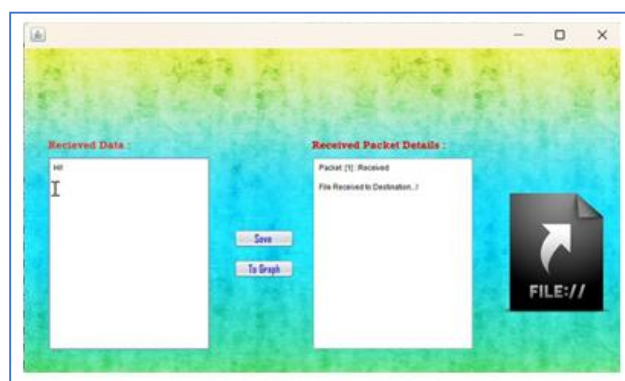 Recieved Data :
Received Packet Details :
Hi!
Packet :[1] : Received
File Received to Destination...!
Save
To Graph
FILE://